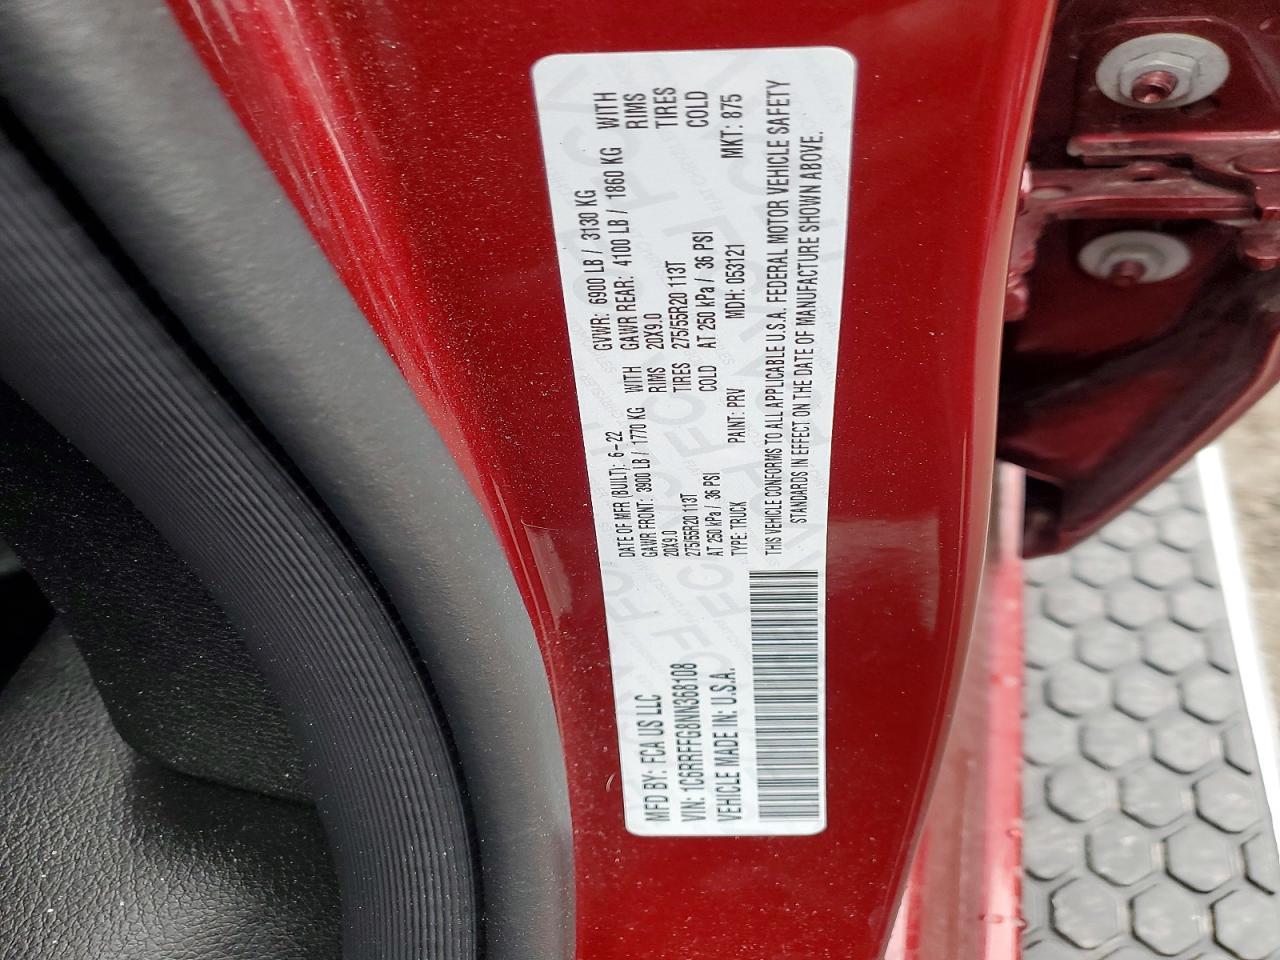 MFD BY: FCA US LLC
DATE OF MFR (BUILT): 6-22
GVWR: 6900 LB / 3130 KG
VIN: 1C6RRFFG8NN368108
GAWR FRONT: 3900 LB / 1770 KG WITH
GAWR REAR: 4100 LB / 1860 KG WITH
VEHICLE MADE IN: U.S.A.
20X9.0 RIMS
20X9.0 RIMS
275/55R20 113T TIRES
275/55R20 113T TIRES
AT 250 kPa / 36 PSI COLD
AT 250 kPa / 36 PSI COLD
TYPE: TRUCK PAINT: PRV MDH: 053121 MKT: 875
THIS VEHICLE CONFORMS TO ALL APPLICABLE U.S.A. FEDERAL MOTOR VEHICLE SAFETY
STANDARDS IN EFFECT ON THE DATE OF MANUFACTURE SHOWN ABOVE.